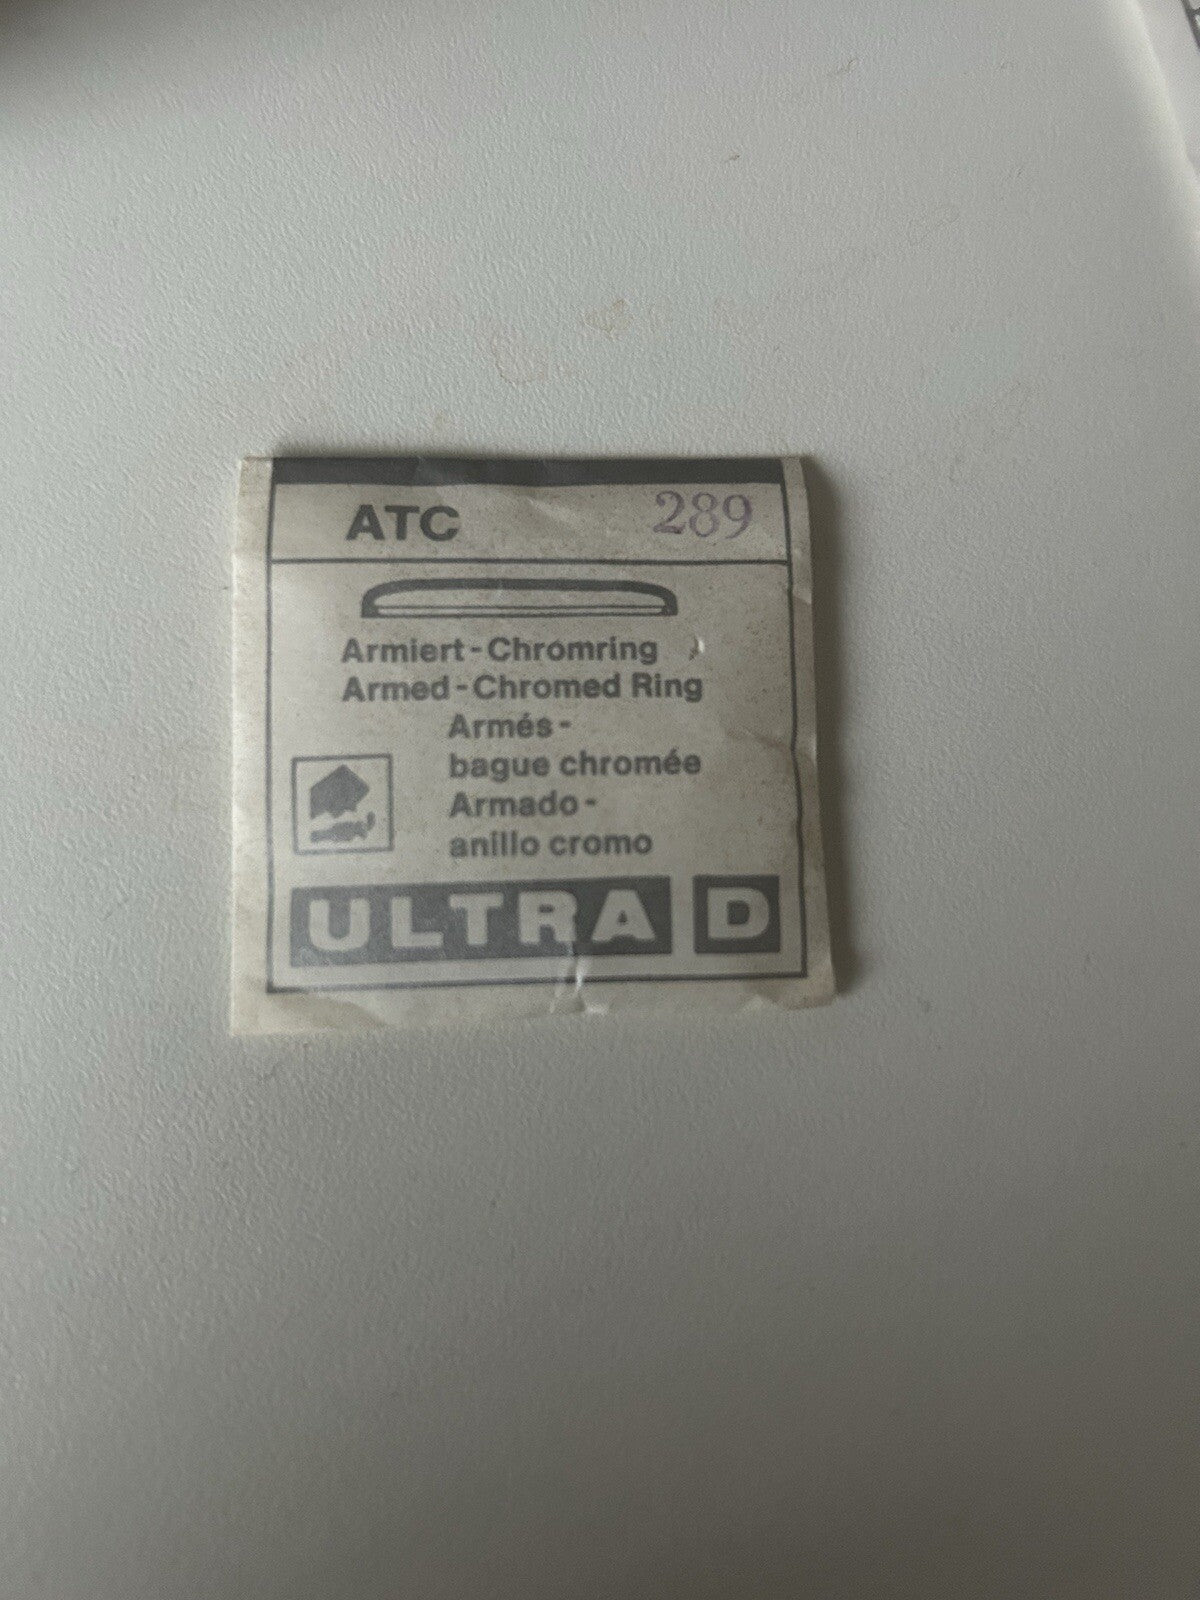 ATC 289
Armiert-Chromring
Armed-Chromed Ring
Armés-
bague chromée
Armado-
anillo cromo
ULTRA D